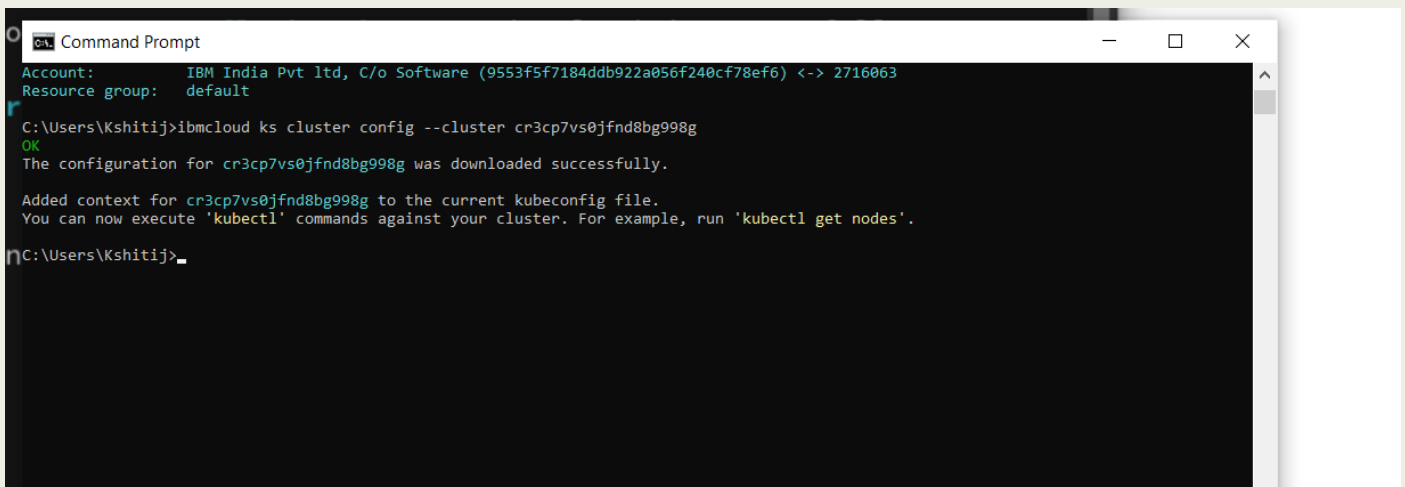 Command Prompt
Account: IBM India Pvt ltd, C/o Software (9553f5f7184ddb922a056f240cf78ef6) <-> 2716063
Resource group: default
C:\Users\Kshitij>ibmcloud ks cluster config --cluster cr3cp7vs0jfnd8bg998g
OK
The configuration for cr3cp7vs0jfnd8bg998g was downloaded successfully.
Added context for cr3cp7vs0jfnd8bg998g to the current kubeconfig file.
You can now execute 'kubectl' commands against your cluster. For example, run 'kubectl get nodes'.
C:\Users\Kshitij>